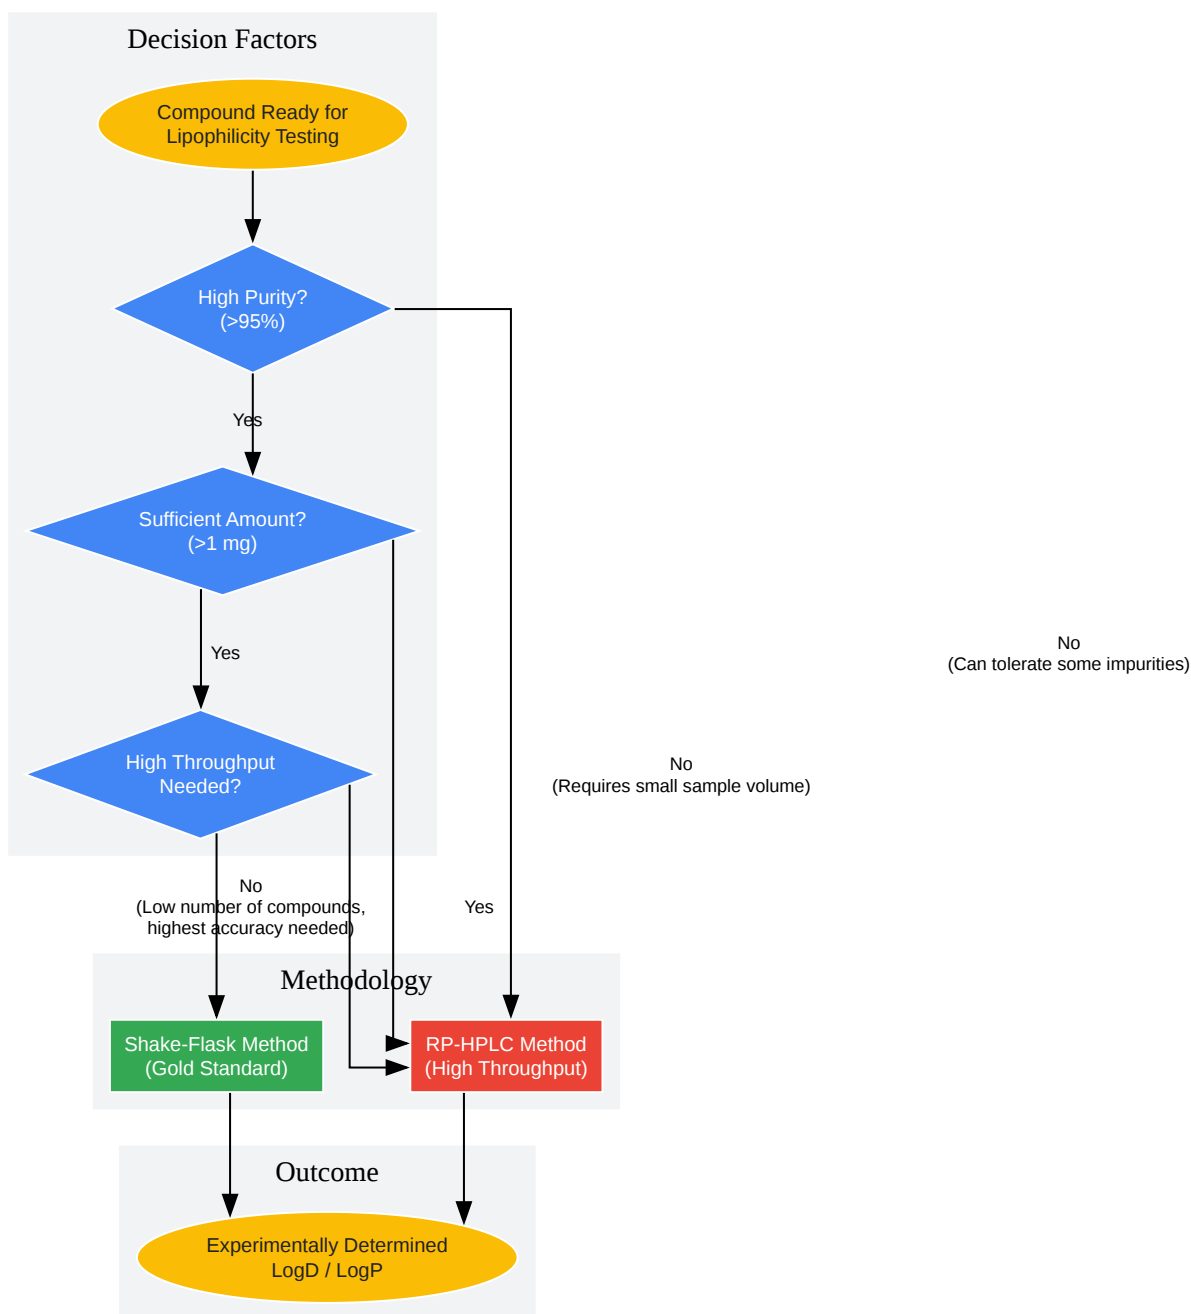 Decision Factors
Compound Ready for
Lipophilicity Testing
High Purity?
(>95%)
Yes
Sufficient Amount?
(>1 mg)
Yes
No
(Can tolerate some impurities)
High Throughput
Needed?
No
(Requires small sample volume)
No
(Low number of compounds,
highest accuracy needed)
Yes
Methodology
Shake-Flask Method
(Gold Standard)
RP-HPLC Method
(High Throughput)
Outcome
Experimentally Determined
LogD / LogP